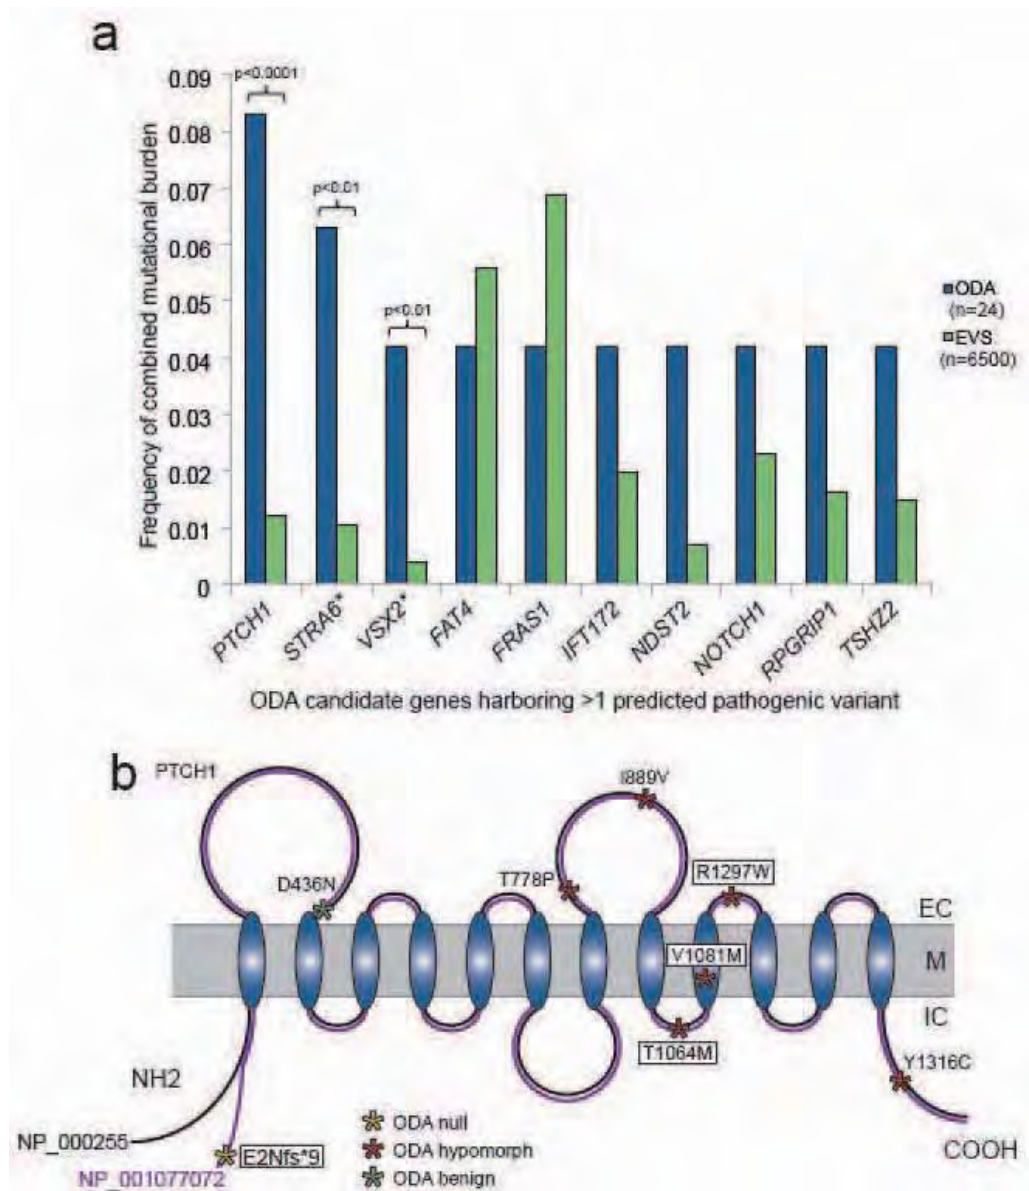 a
p<0.0001
p<0.01
p<0.01
0.09
0.08
0.07
0.06
0.05
0.04
0.03
0.02
0.01
0
Frequency of combined mutational burden
ODA
(n=24)
EVS
(n=6500)
PTCH1
STRA6*
VSX2*
FAT4
FRAS1
IFT172
NDST2
NOTCH1
RPGRIP1
TSHZ2
ODA candidate genes harboring >1 predicted pathogenic variant
b
PTCH1
I889V
D436N
T778P
R1297W
EC
V1081M
M
IC
T1064M
Y1316C
NH2
NP_000255
E2Nfs*9
NP_001077072
ODA null
ODA hypomorph
ODA benign
COOH